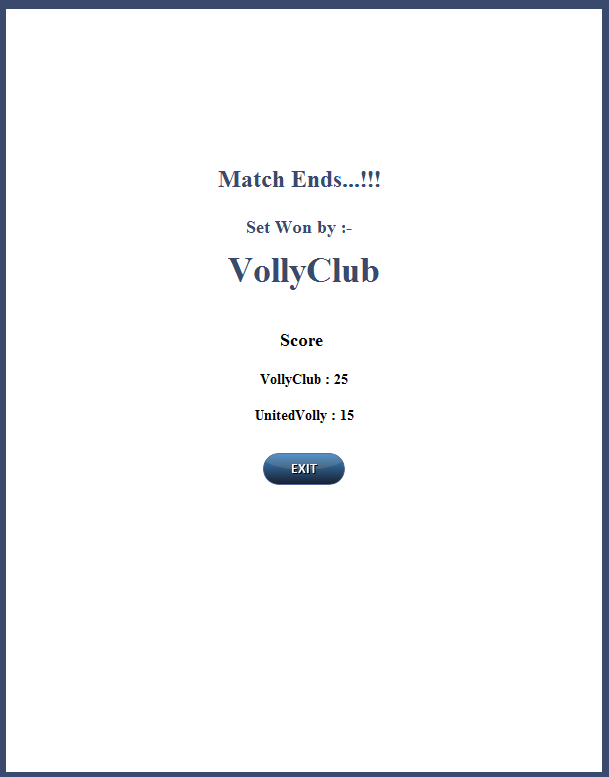 Match Ends...!!!
Set Won by :-
VollyClub
Score
VollyClub : 25
UnitedVolly : 15
EXIT